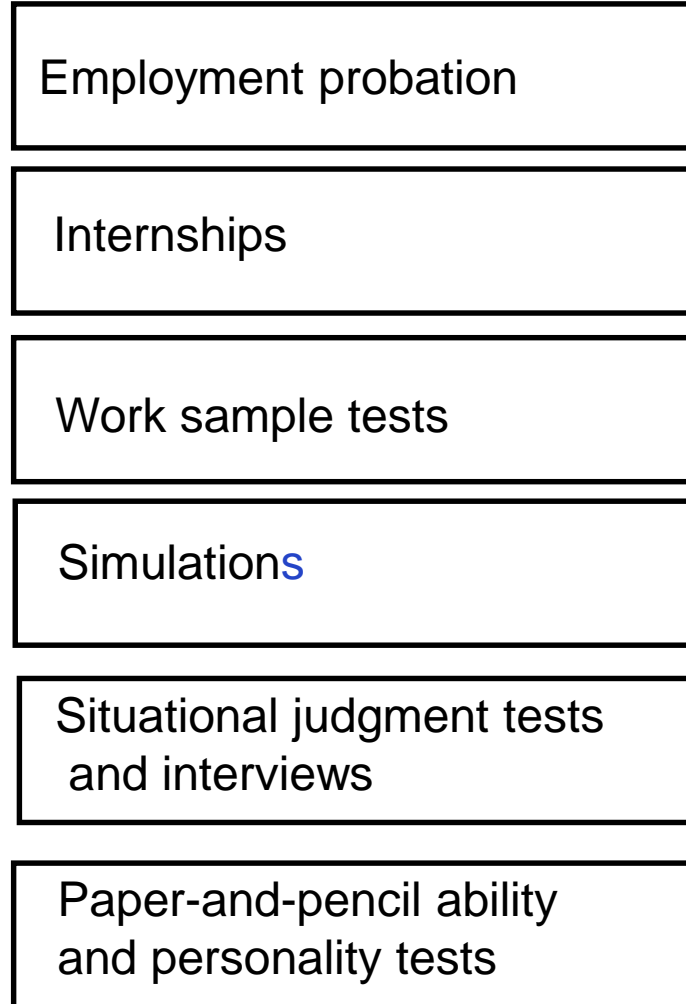 Employment probation
Internships
Work sample tests
Simulations
Situational judgment tests
and interviews
Paper-and-pencil ability
and personality tests